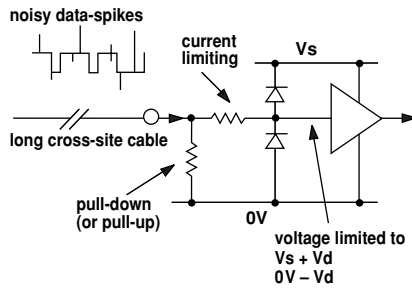 noisy data-spikes
current
limiting
Vs
long cross-site cable
pull-down
(or pull-up)
0V
voltage limited to
Vs + Vd
0V – Vd